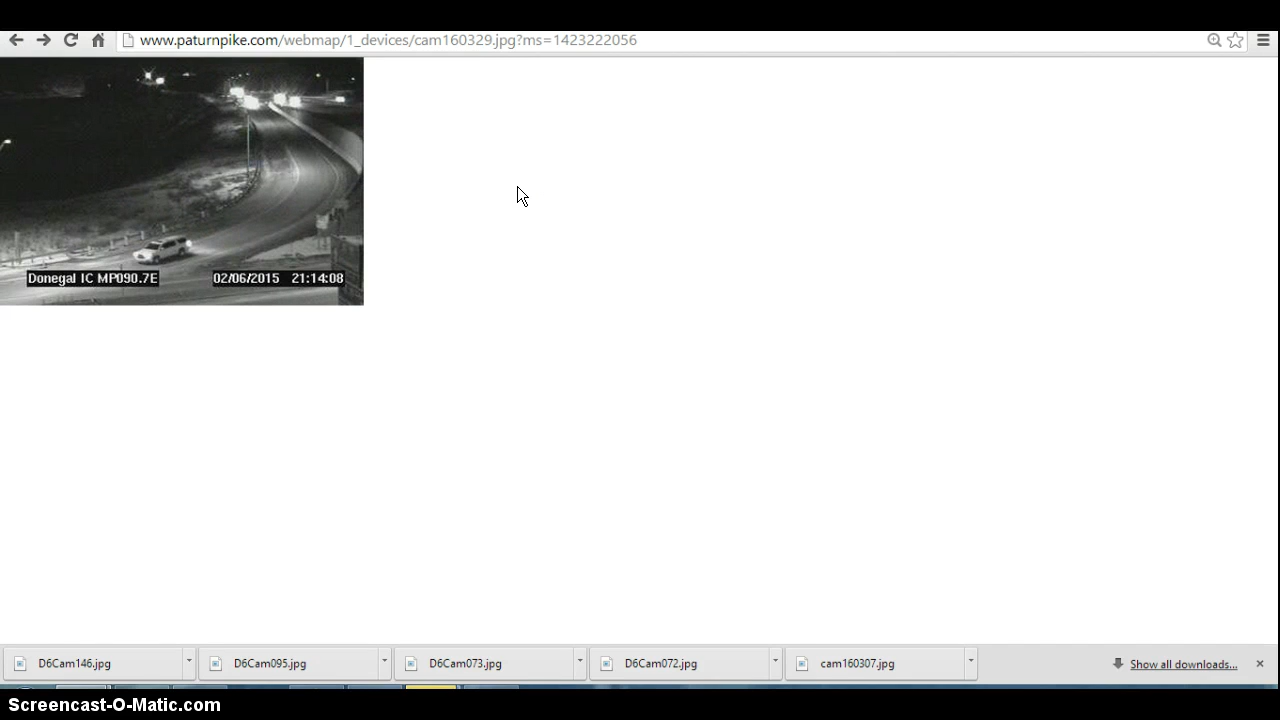 www.paturnpike.com/webmap/1_devices/cam160329.jpg?ms=1423222056
Donegal IC MP090.7E 02/06/2015 21:14:08
D6Cam146.jpg D6Cam095.jpg D6Cam073.jpg D6Cam072.jpg cam160307.jpg Show all downloads...
Screencast-O-Matic.com